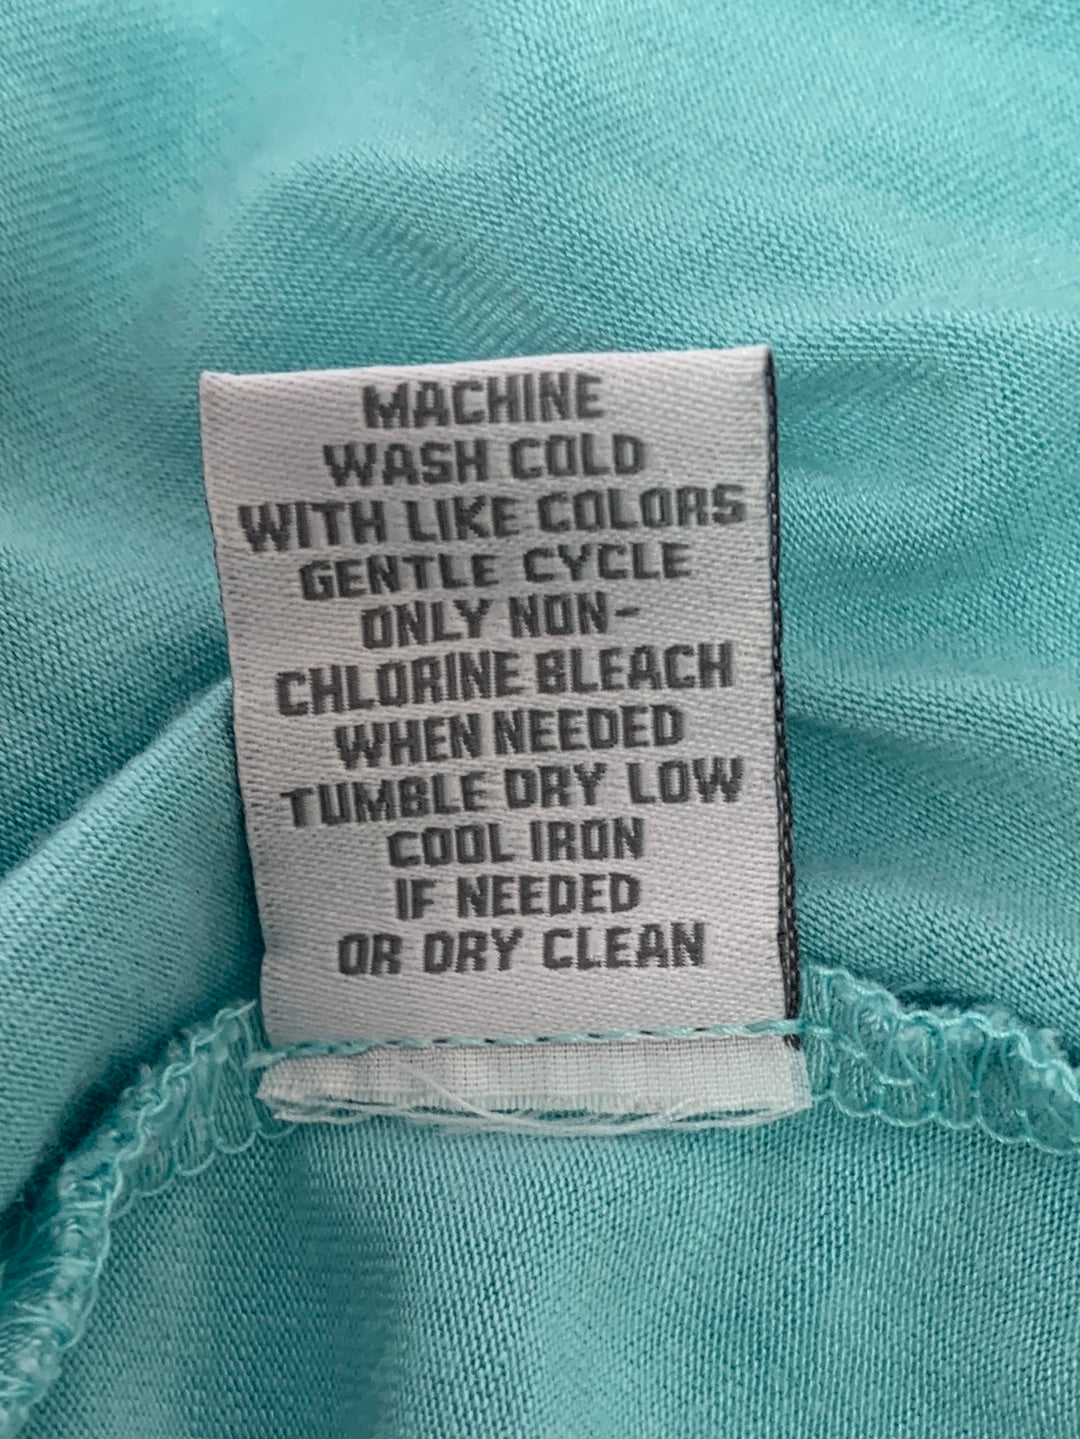 MACHINE
WASH COLD
WITH LIKE COLORS
GENTLE CYCLE
ONLY NON-
CHLORINE BLEACH
WHEN NEEDED
TUMBLE DRY LOW
COOL IRON
IF NEEDED
OR DRY CLEAN